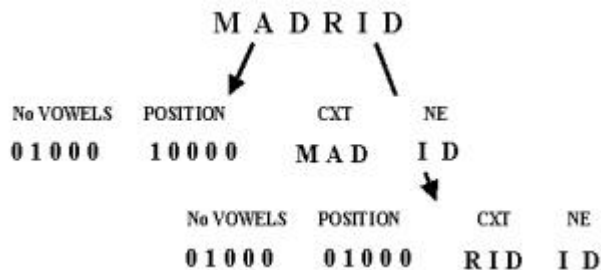 M A D R I D
No VOWELS POSITION CXT NE
0 1 0 0 0 1 0 0 0 0 M A D I D
No VOWELS POSITION CXT NE
0 1 0 0 0 0 1 0 0 0 R I D I D